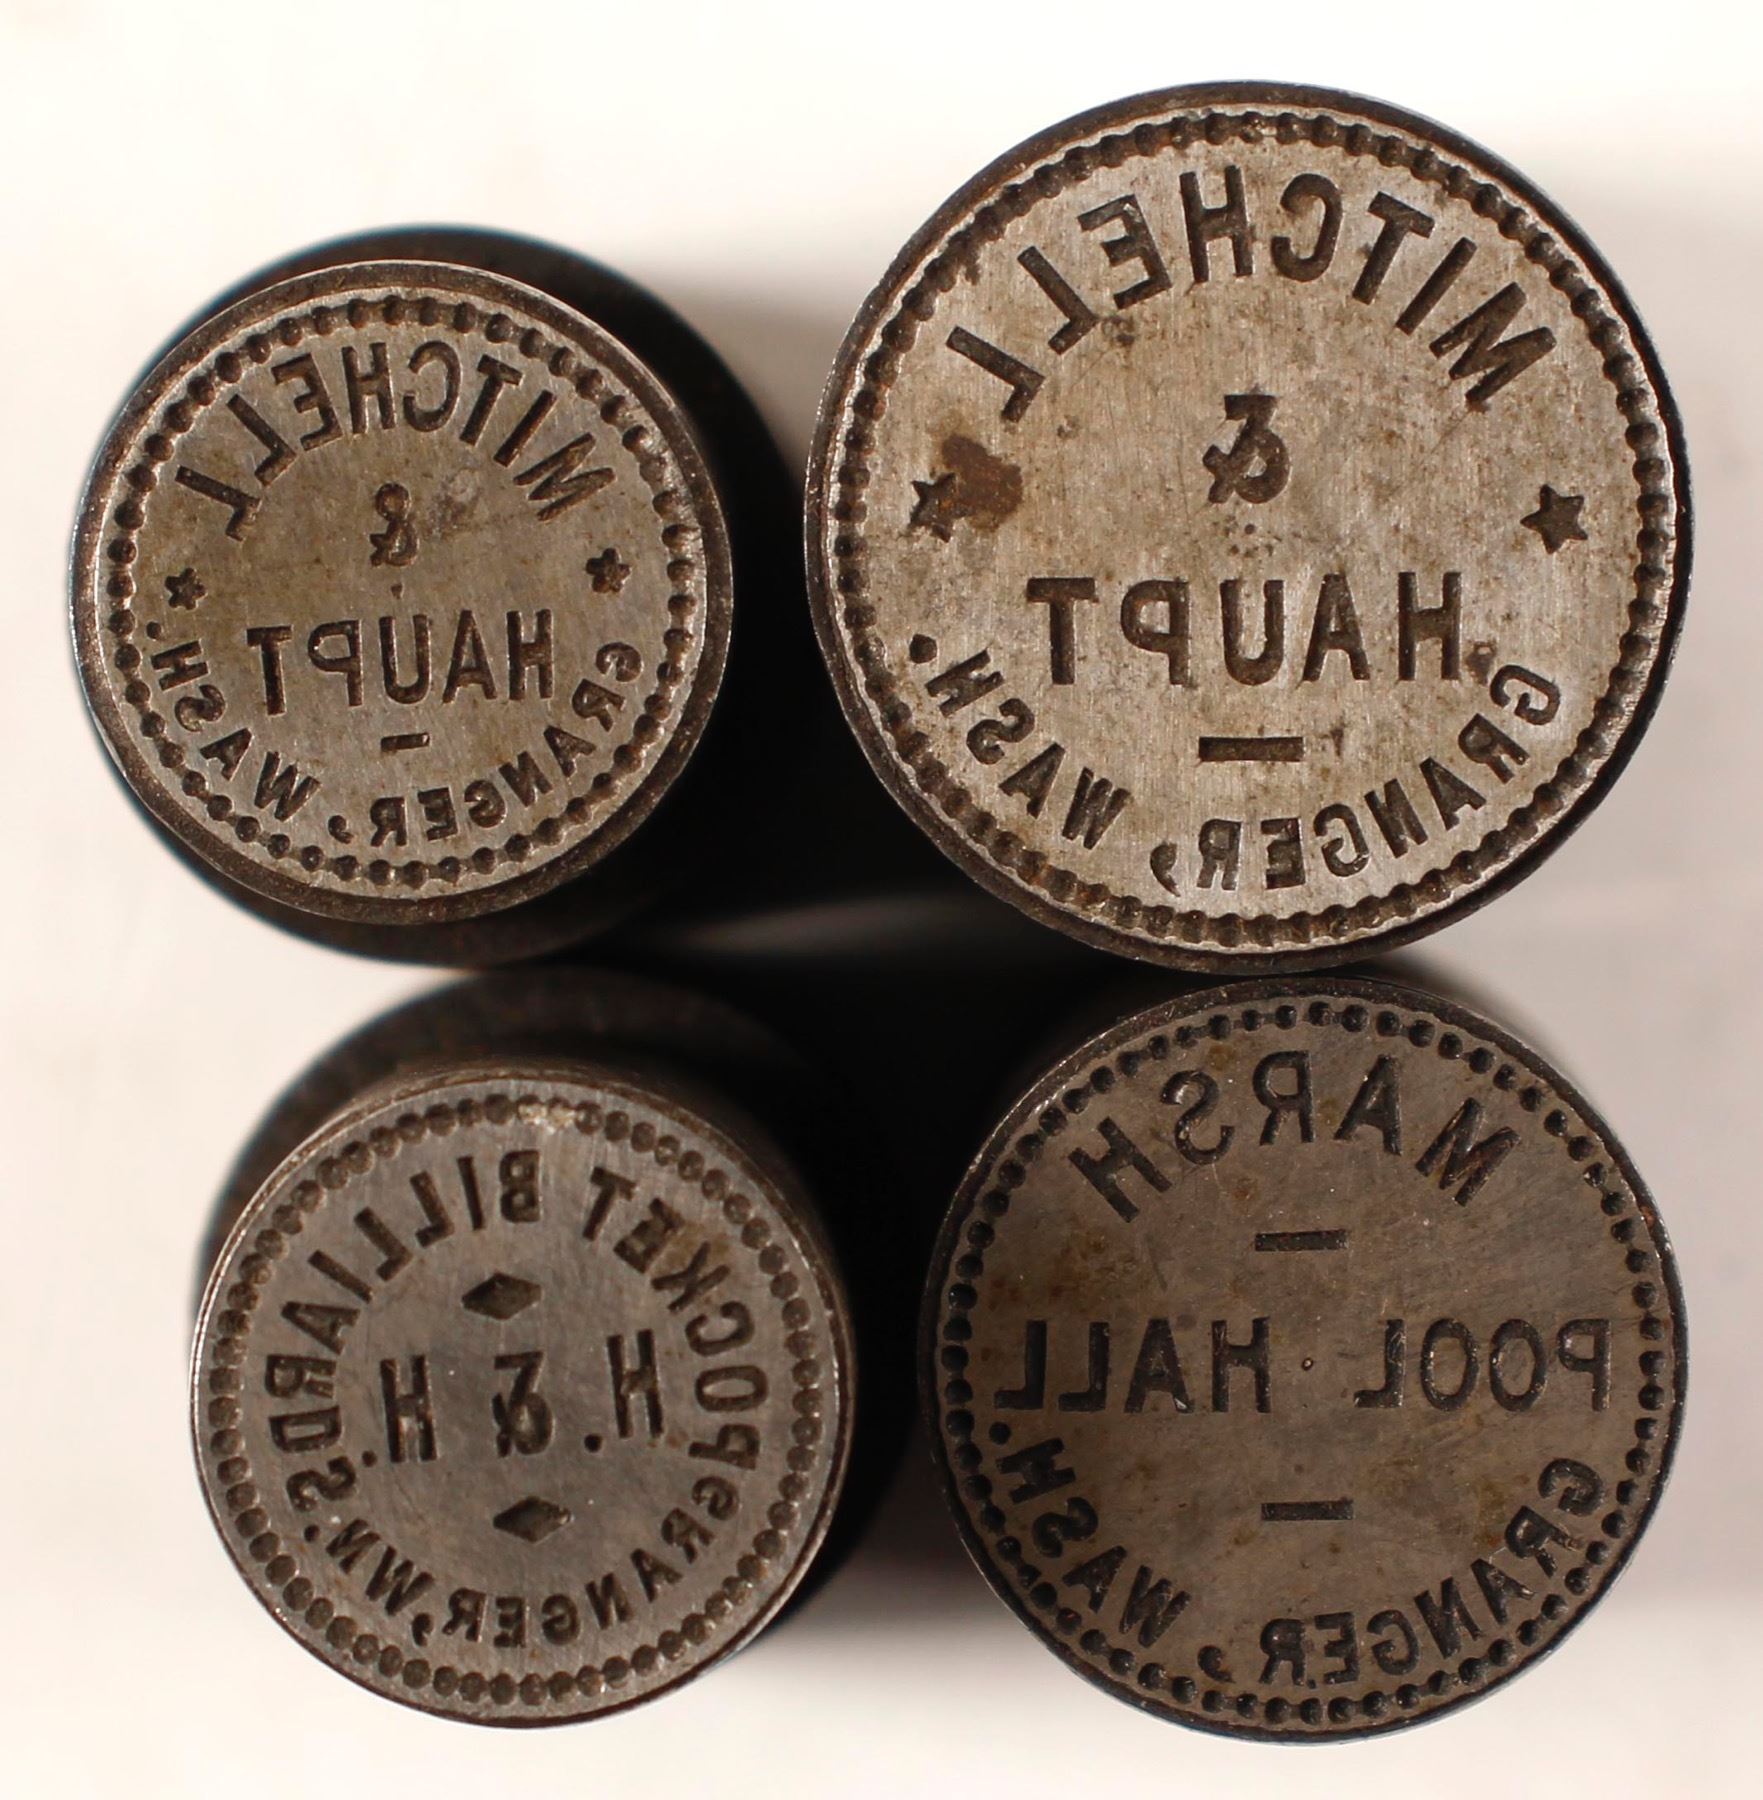 MITCHELL
&
HAUPT
GRANGER, WASH.
MITCHELL
&
HAUPT
GRANGER, WASH.
POCKET BILLIARDS
H. & H.
GRANGER, WN.
MARSH
POOL HALL
GRANGER, WASH.